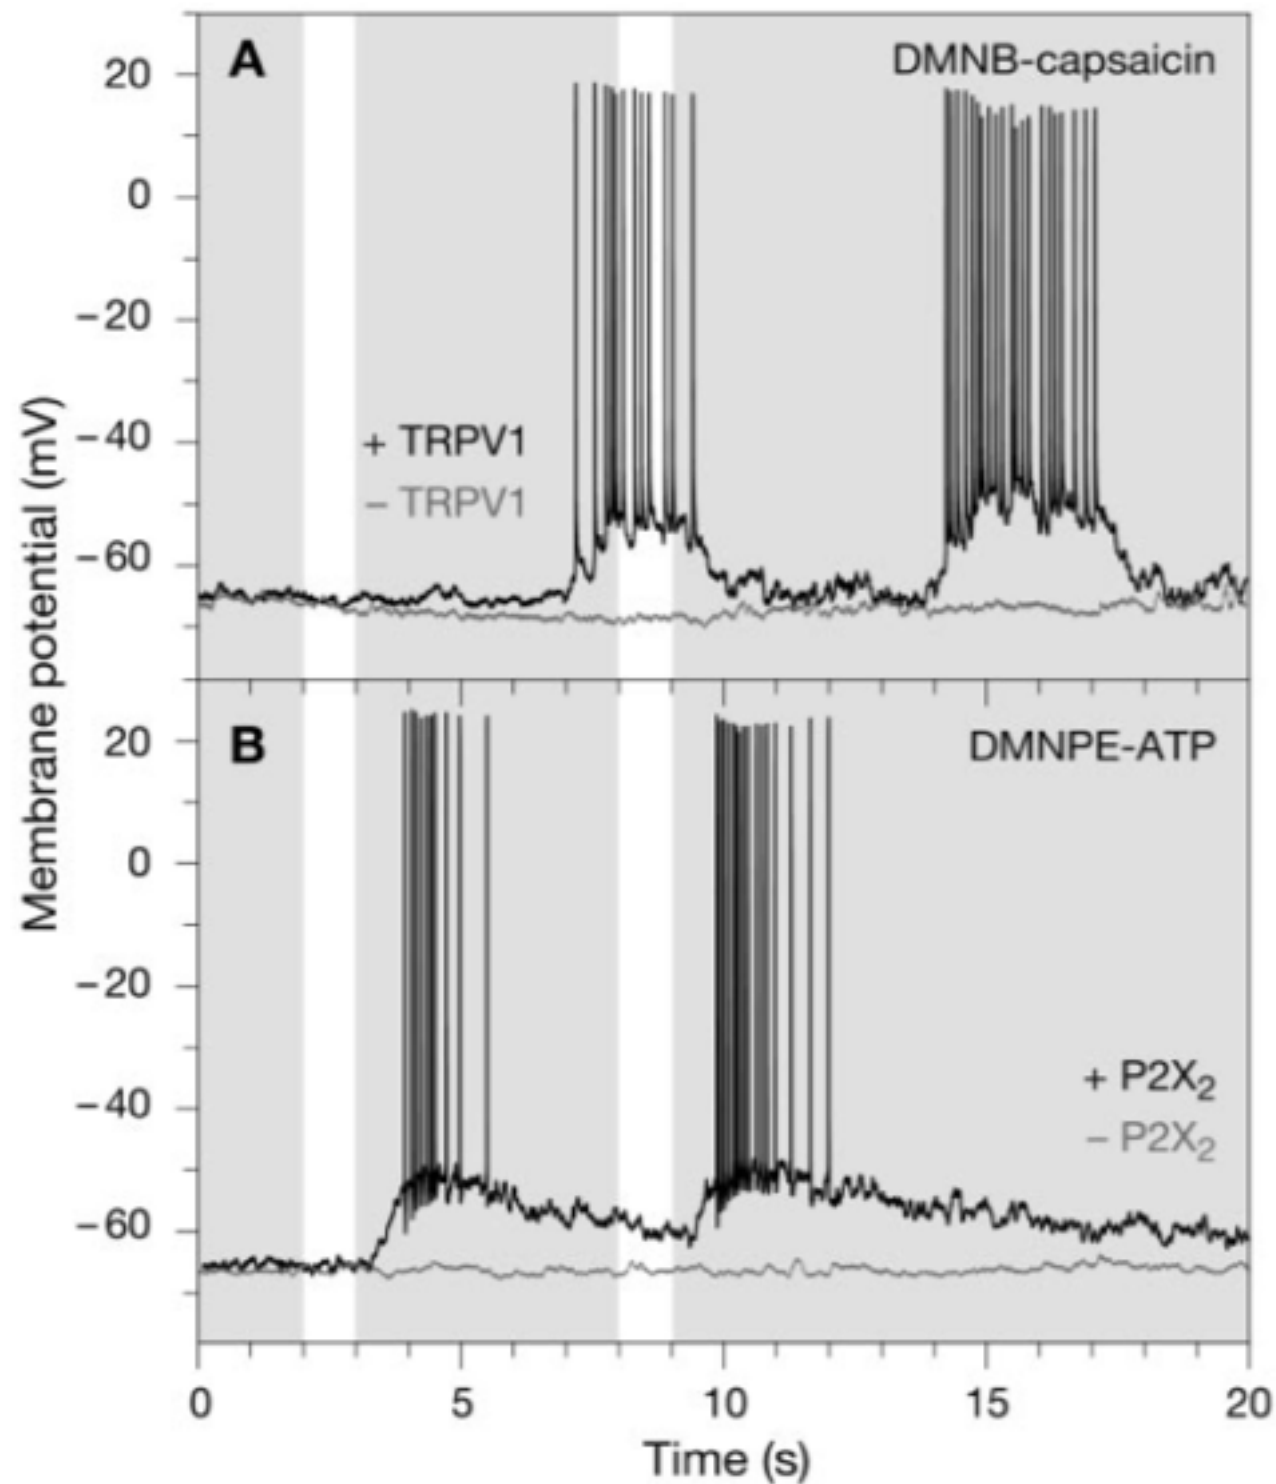 A
DMNB-capsaicin
20
0
−20
−40
−60
+ TRPV1
− TRPV1
Membrane potential (mV)
B
DMNPE-ATP
20
0
−20
−40
−60
+ P2X₂
− P2X₂
0 5 10 15 20
Time (s)